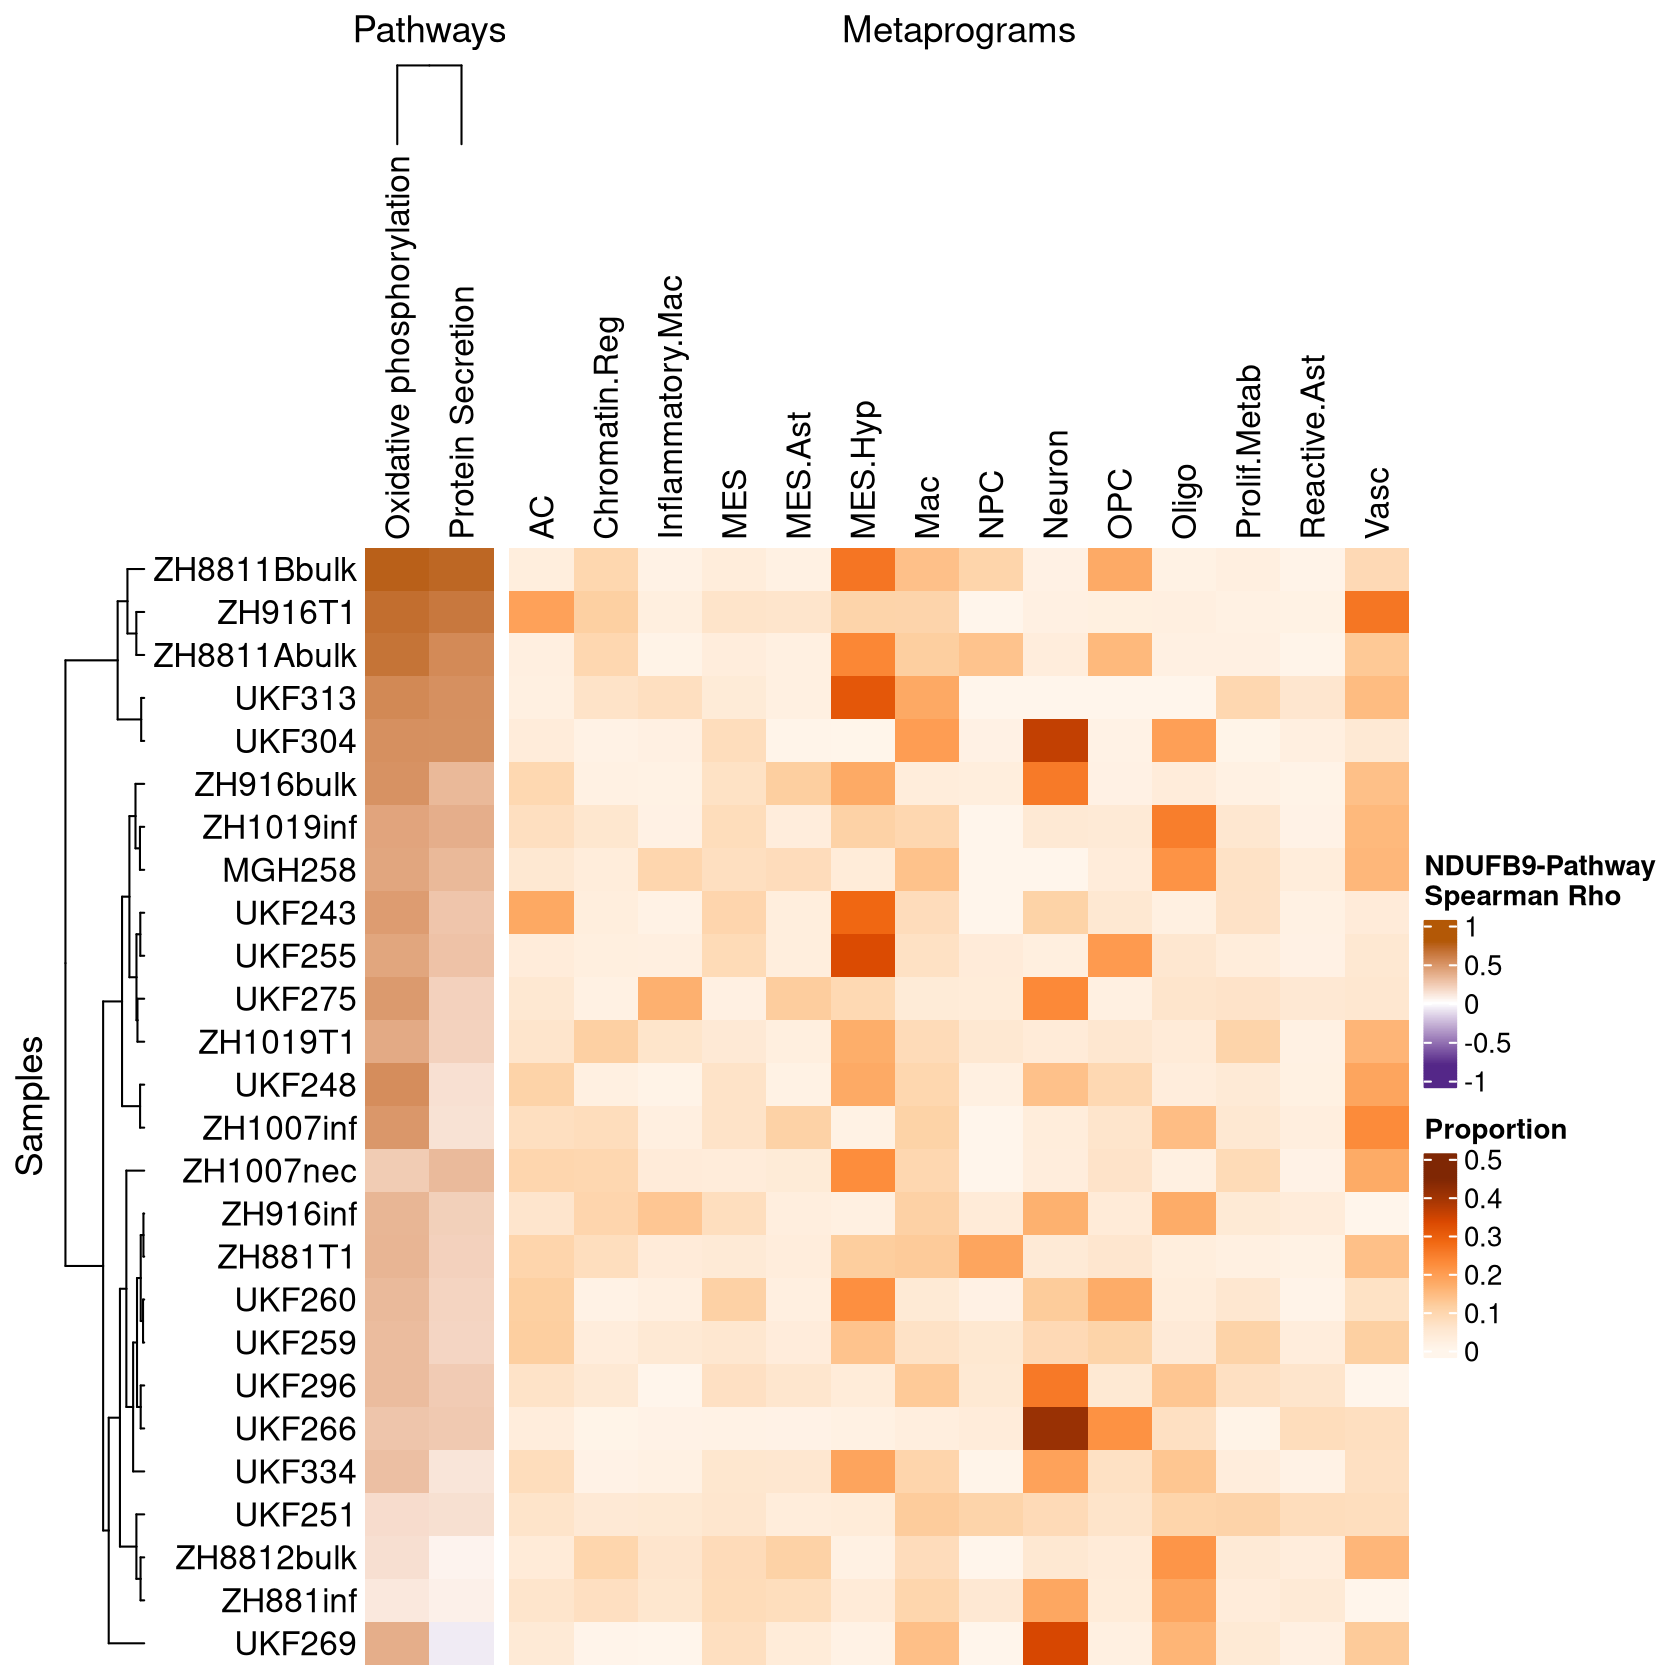 Pathways
Metaprograms
Oxidative phosphorylation
Protein Secretion
AC
Chromatin.Reg
Inflammatory.Mac
MES
MES.Ast
MES.Hyp
Mac
NPC
Neuron
OPC
Oligo
Prolif.Metab
Reactive.Ast
Vasc
Samples
ZH8811Bbulk
ZH916T1
ZH8811Abulk
UKF313
UKF304
ZH916bulk
ZH1019inf
MGH258
UKF243
UKF255
UKF275
ZH1019T1
UKF248
ZH1007inf
ZH1007nec
ZH916inf
ZH881T1
UKF260
UKF259
UKF296
UKF266
UKF334
UKF251
ZH8812bulk
ZH881inf
UKF269
NDUFB9-Pathway
Spearman Rho
1
0.5
0
-0.5
-1
Proportion
0.5
0.4
0.3
0.2
0.1
0